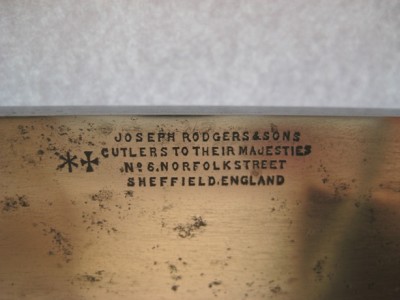 JOSEPH RODGERS & SONS
CUTLERS TO THEIR MAJESTIES
No 6. NORFOLK STREET
SHEFFIELD. ENGLAND